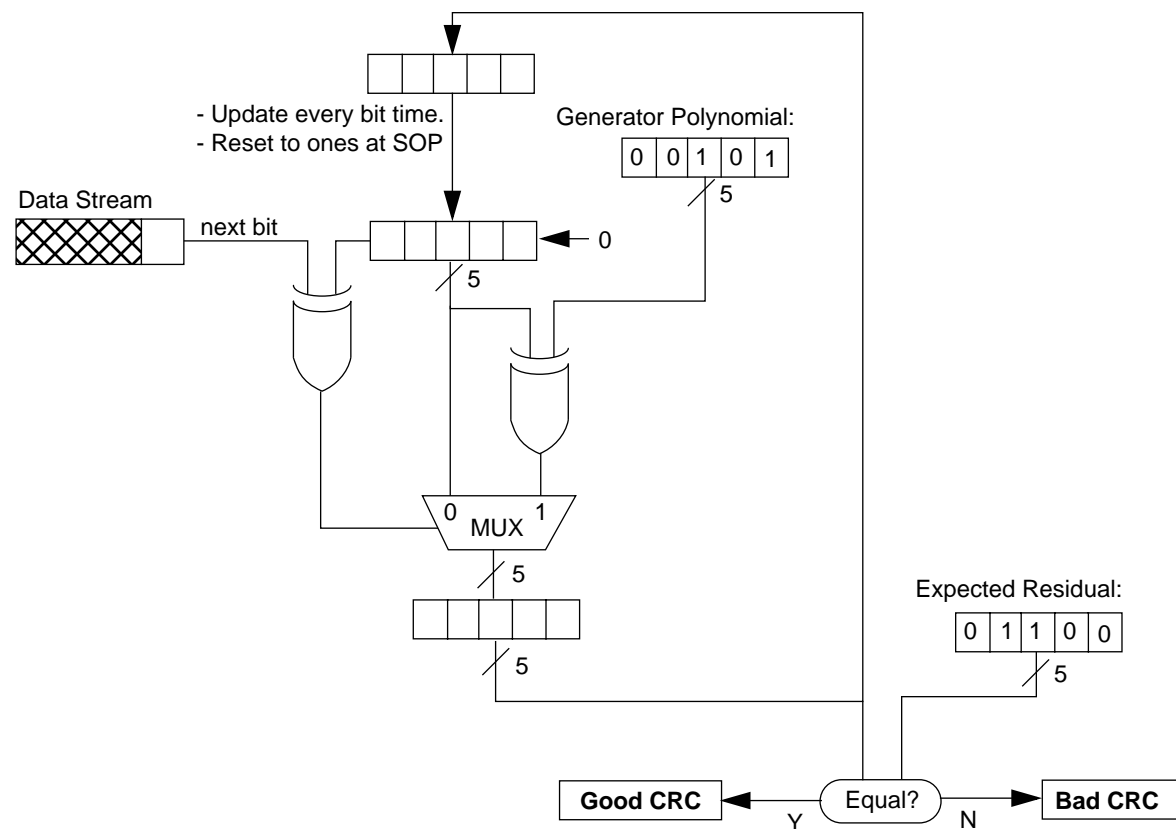 - Update every bit time.
- Reset to ones at SOP
Generator Polynomial:
0 0 1 0 1
5
Data Stream
next bit
0
5
0 1
MUX
5
5
Expected Residual:
0 1 1 0 0
5
Good CRC
Y
Equal?
N
Bad CRC